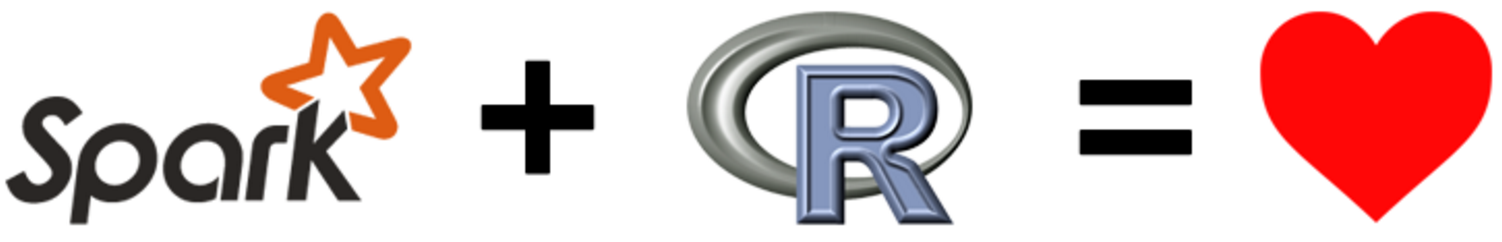 Spark + R =